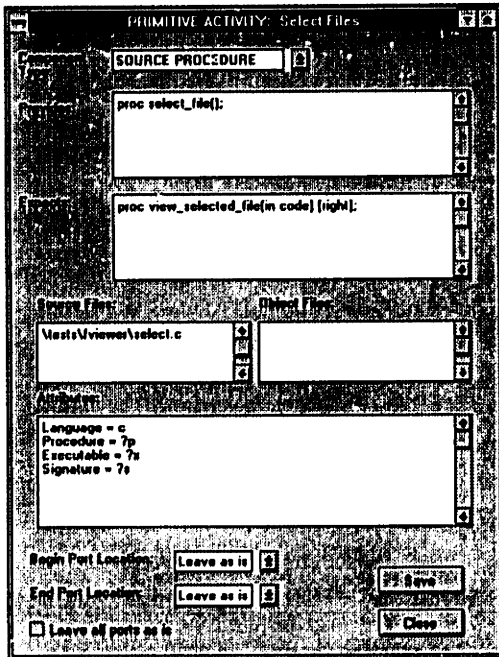 PRIMITIVE ACTIVITY: Select Files
Component
SOURCE PROCEDURE
proc select_file();
proc view_selected_file(in code) [right];
Source Files:
Object Files:
\tests\fviewer\select.c
Attributes:
Language = c
Procedure = ?p
Executable = ?x
Signature = ?s
Begin Port Location:
Leave as is
End Port Location:
Leave as is
Save
Leave all ports as is
Close